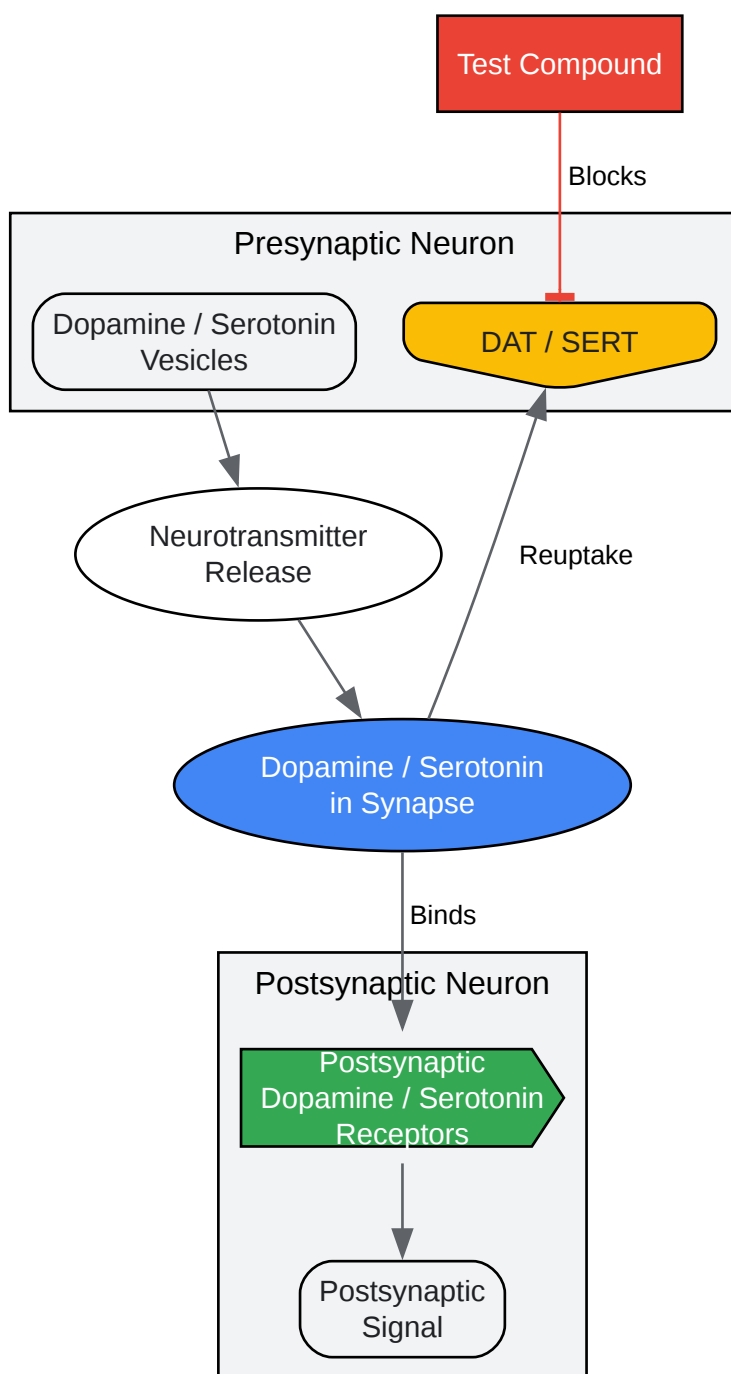 Test Compound
Blocks
Presynaptic Neuron
Dopamine / Serotonin
Vesicles
DAT / SERT
Neurotransmitter
Release
Reuptake
Dopamine / Serotonin
in Synapse
Binds
Postsynaptic Neuron
Postsynaptic
Dopamine / Serotonin
Receptors
Postsynaptic
Signal